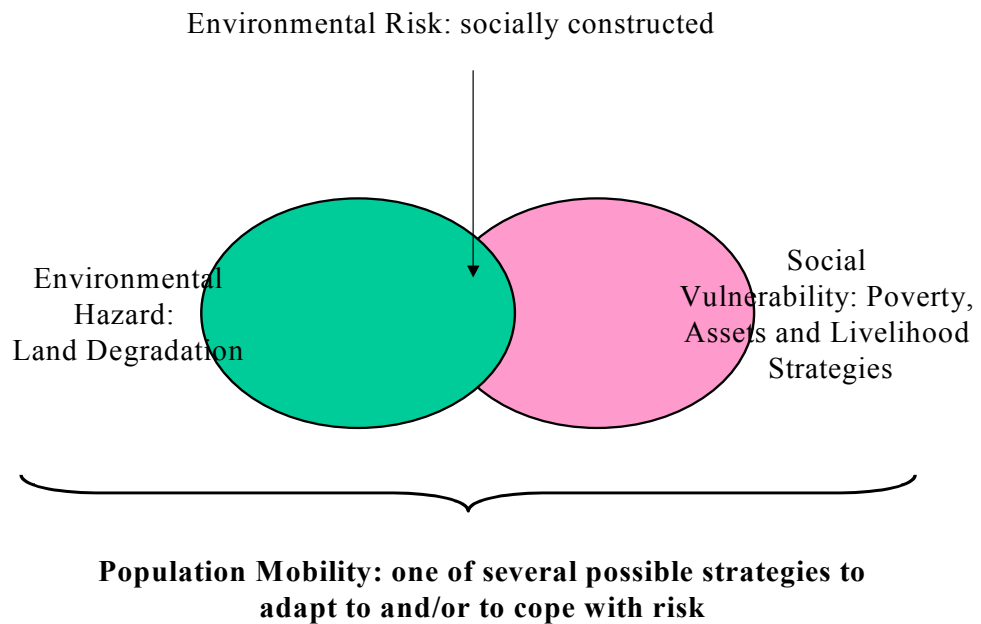 Environmental Risk: socially constructed
Environmental
Hazard:
Land Degradation
Social
Vulnerability: Poverty,
Assets and Livelihood
Strategies
Population Mobility: one of several possible strategies to
adapt to and/or to cope with risk